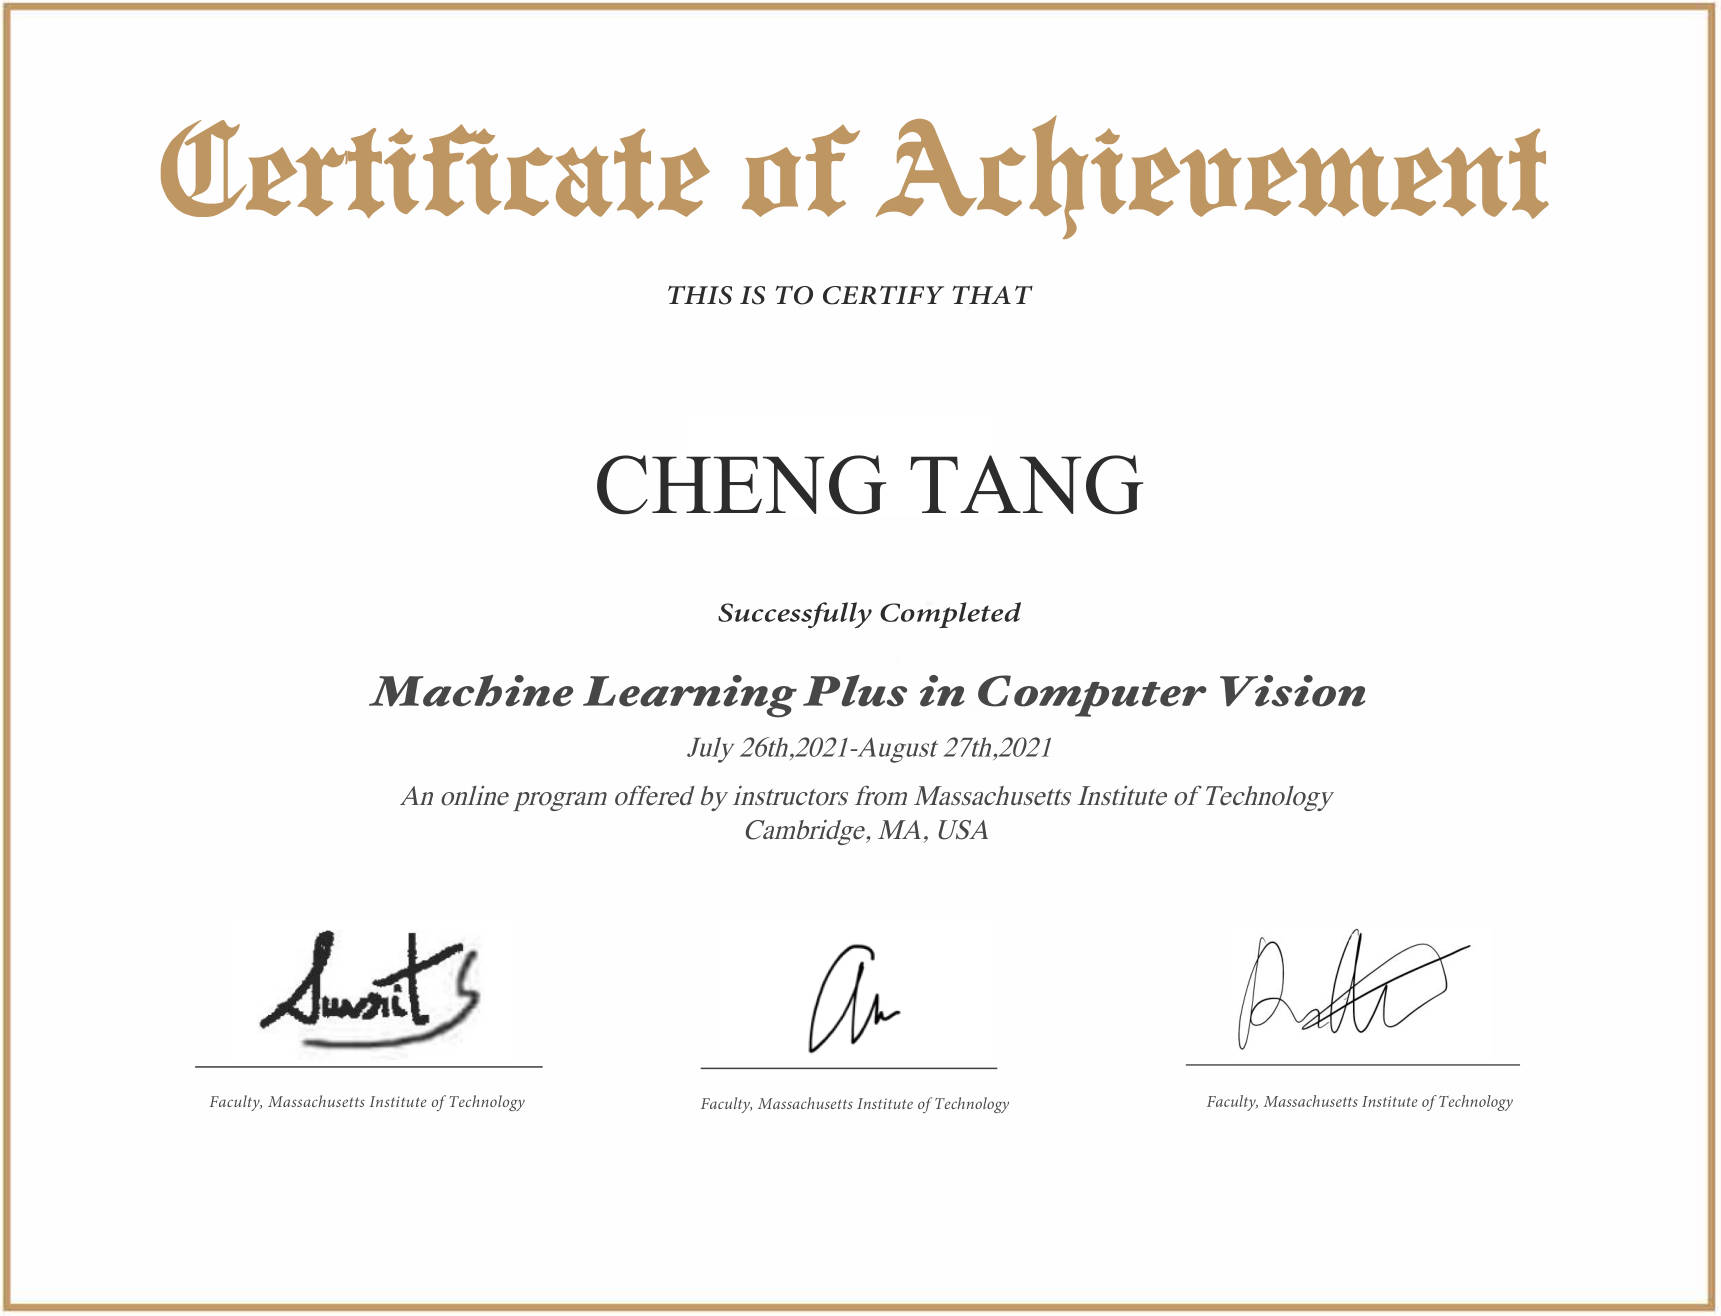 Certificate of Achievement
THIS IS TO CERTIFY THAT
CHENG TANG
Successfully Completed
Machine Learning Plus in Computer Vision
July 26th,2021-August 27th,2021
An online program offered by instructors from Massachusetts Institute of Technology
Cambridge, MA, USA
Faculty, Massachusetts Institute of Technology
Faculty, Massachusetts Institute of Technology
Faculty, Massachusetts Institute of Technology